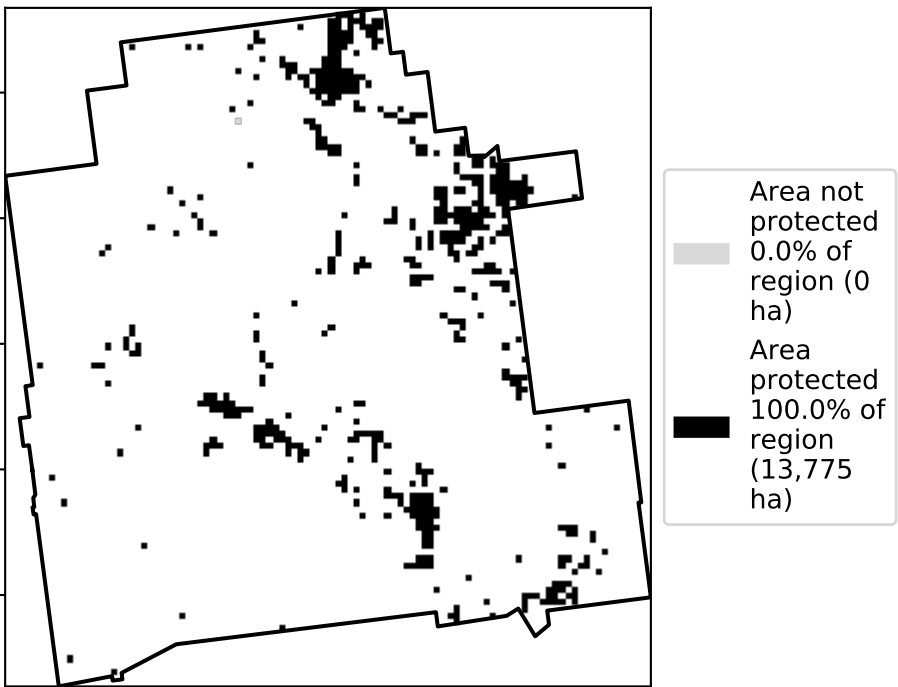 Area not
protected
0.0% of
region (0
ha)
Area
protected
100.0% of
region
(13,775
ha)